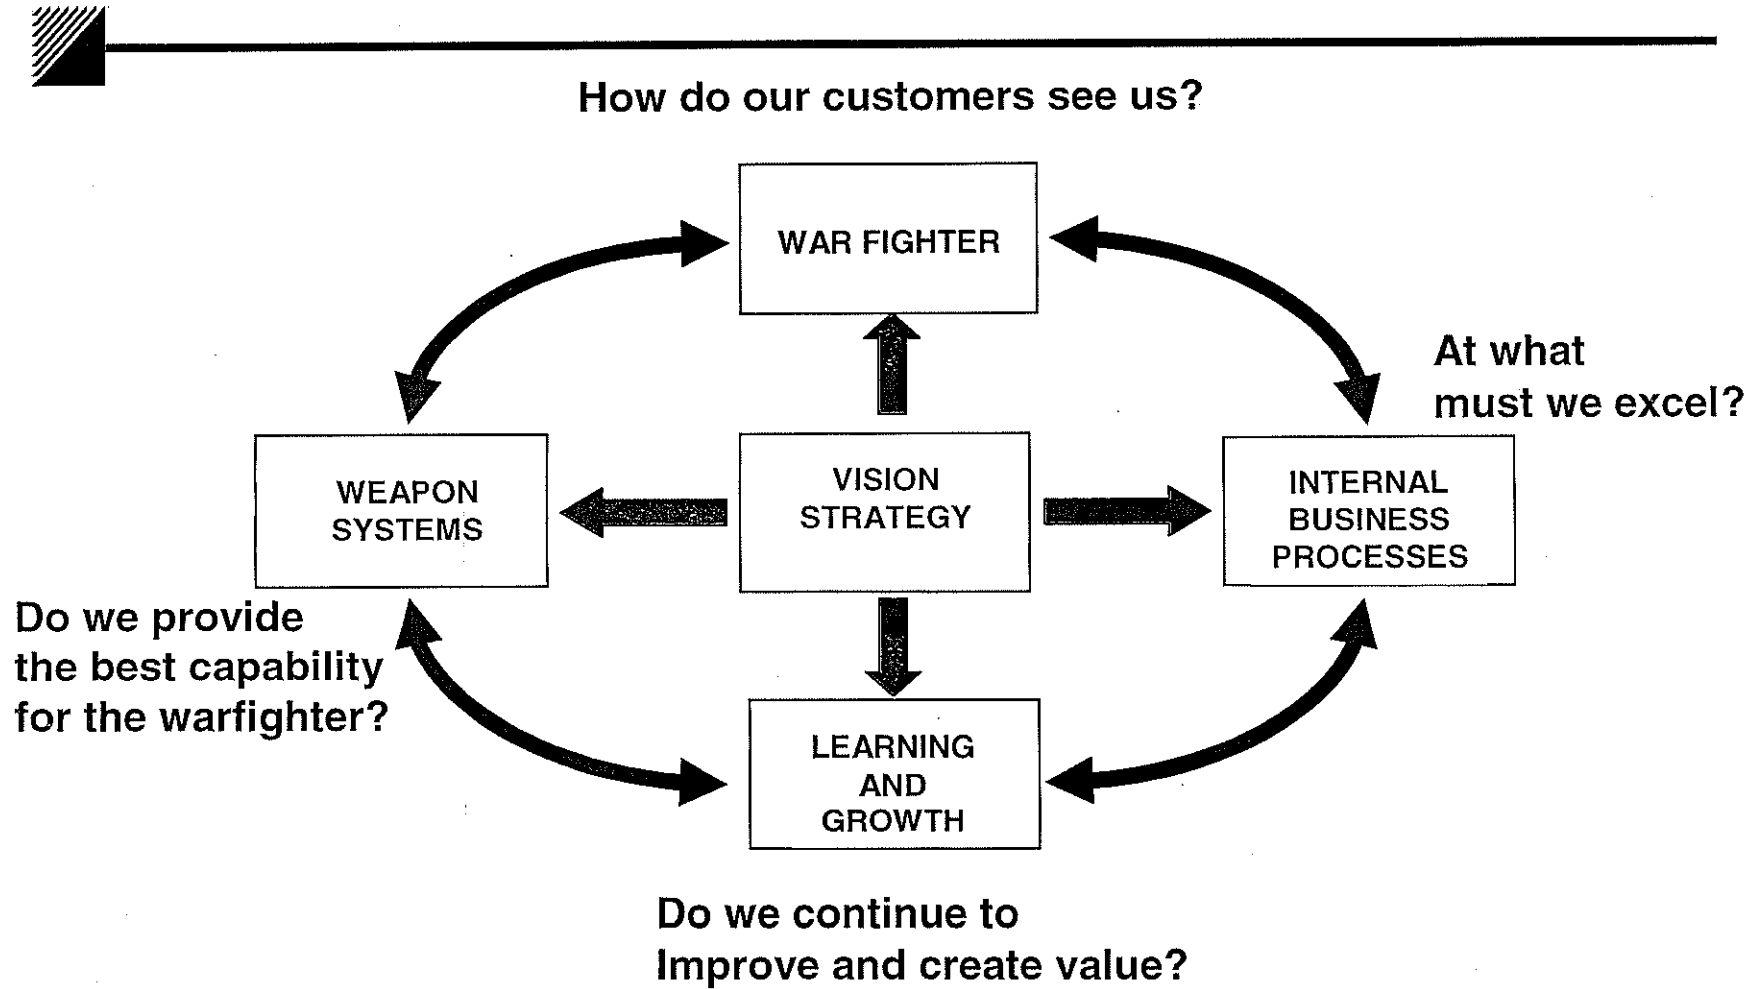 How do our customers see us?
WAR FIGHTER
At what
must we excel?
WEAPON
SYSTEMS
VISION
STRATEGY
INTERNAL
BUSINESS
PROCESSES
Do we provide
the best capability
for the warfighter?
LEARNING
AND
GROWTH
Do we continue to
Improve and create value?